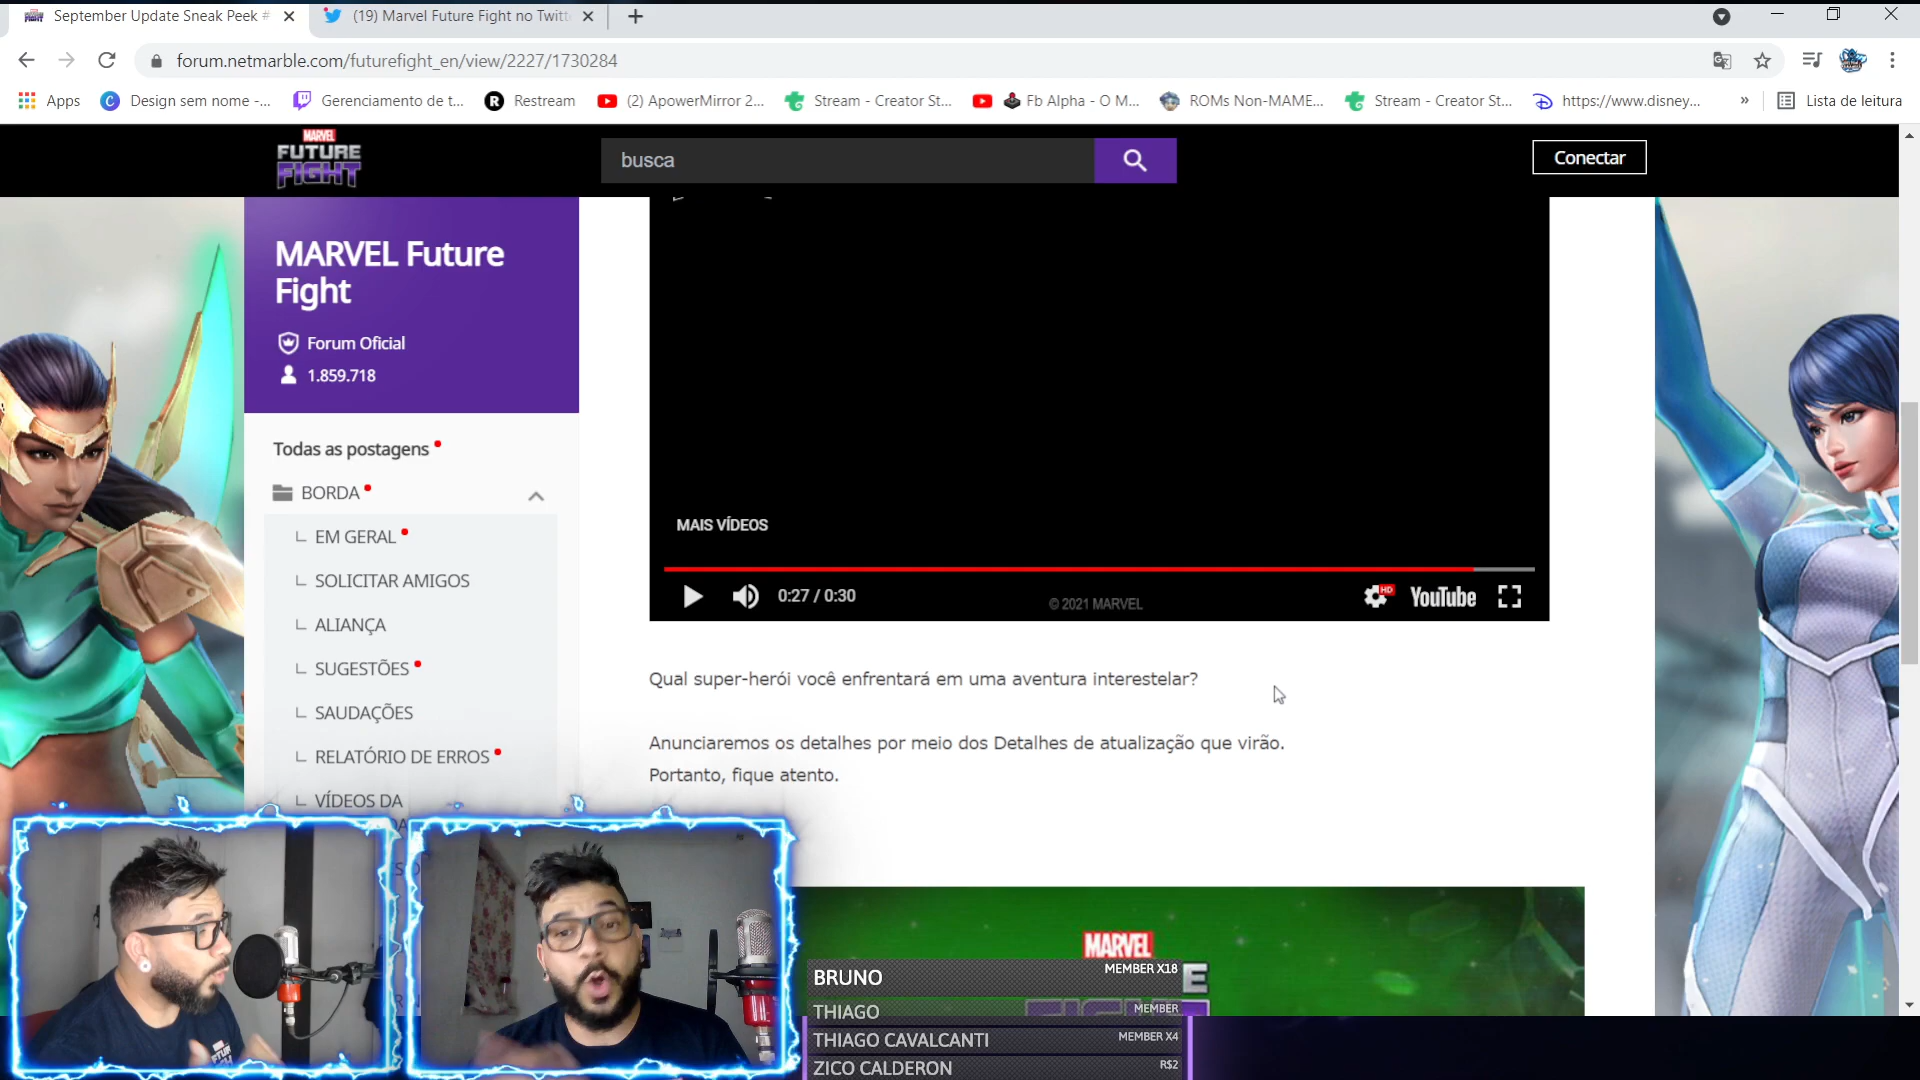 September Update Sneak Peek #
(19) Marvel Future Fight no Twitt
forum.netmarble.com/futurefight_en/view/2227/1730284
Apps
Design sem nome -...
Gerenciamento de t...
Restream
(2) ApowerMirror 2...
Stream - Creator St...
Fb Alpha - O M...
ROMs Non-MAME...
Stream - Creator St...
https://www.disney...
»
Lista de leitura
MARVEL
FUTURE
FIGHT
busca
Conectar
MARVEL Future
Fight
Forum Oficial
1.859.718
Todas as postagens
BORDA
EM GERAL
SOLICITAR AMIGOS
ALIANÇA
SUGESTÕES
SAUDAÇÕES
RELATÓRIO DE ERROS
VÍDEOS DA
MAIS VÍDEOS
0:27 / 0:30
© 2021 MARVEL
HD
YouTube
Qual super-herói você enfrentará em uma aventura interestelar?
Anunciaremos os detalhes por meio dos Detalhes de atualização que virão.
Portanto, fique atento.
MARVEL
BRUNO MEMBER X18
THIAGO MEMBER
THIAGO CAVALCANTI MEMBER X4
ZICO CALDERON R$2